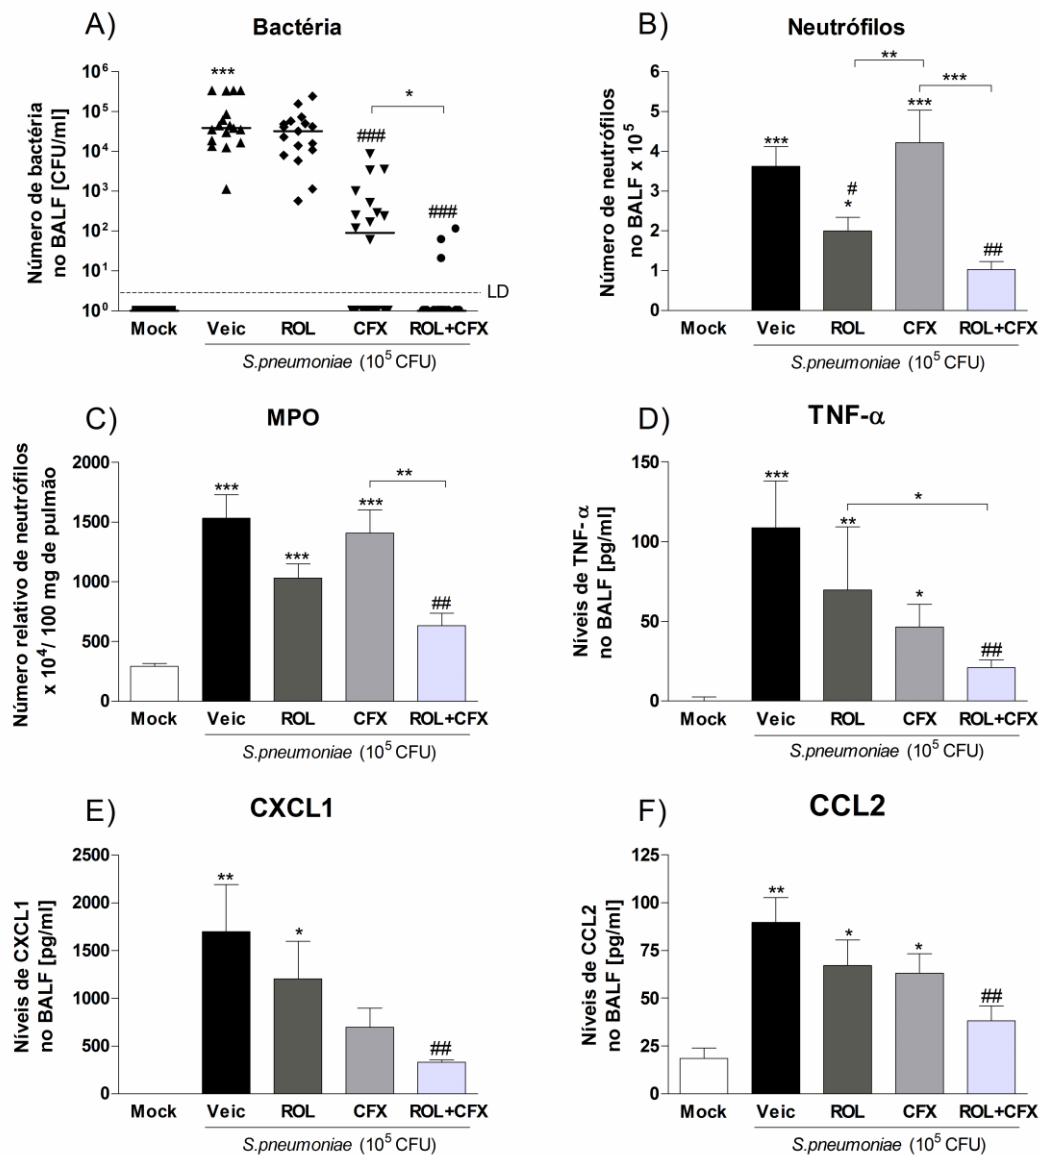 A)
Bactéria
Número de bactéria
no BALF [CFU/ml]
10⁶
10⁵
10⁴
10³
10²
10¹
10⁰
***
###
*
###
LD
Mock Veic ROL CFX ROL+CFX
S.pneumoniae (10⁵ CFU)
B)
Neutrófilos
Número de neutrófilos
no BALF x 10⁵
6
5
4
3
2
1
0
**
***
***
***
#
*
##
Mock Veic ROL CFX ROL+CFX
S.pneumoniae (10⁵ CFU)
C)
MPO
Número relativo de neutrófilos
x 10⁴/ 100 mg de pulmão
2000
1500
1000
500
0
***
***
***
**
##
Mock Veic ROL CFX ROL+CFX
S.pneumoniae (10⁵ CFU)
D)
TNF-α
Níveis de TNF- α
no BALF [pg/ml]
150
100
50
0
***
**
*
*
##
Mock Veic ROL CFX ROL+CFX
S.pneumoniae (10⁵ CFU)
E)
CXCL1
Níveis de CXCL1
no BALF [pg/ml]
2500
2000
1500
1000
500
0
**
*
##
Mock Veic ROL CFX ROL+CFX
S.pneumoniae (10⁵ CFU)
F)
CCL2
Níveis de CCL2
no BALF [pg/ml]
125
100
75
50
25
0
**
*
*
##
Mock Veic ROL CFX ROL+CFX
S.pneumoniae (10⁵ CFU)